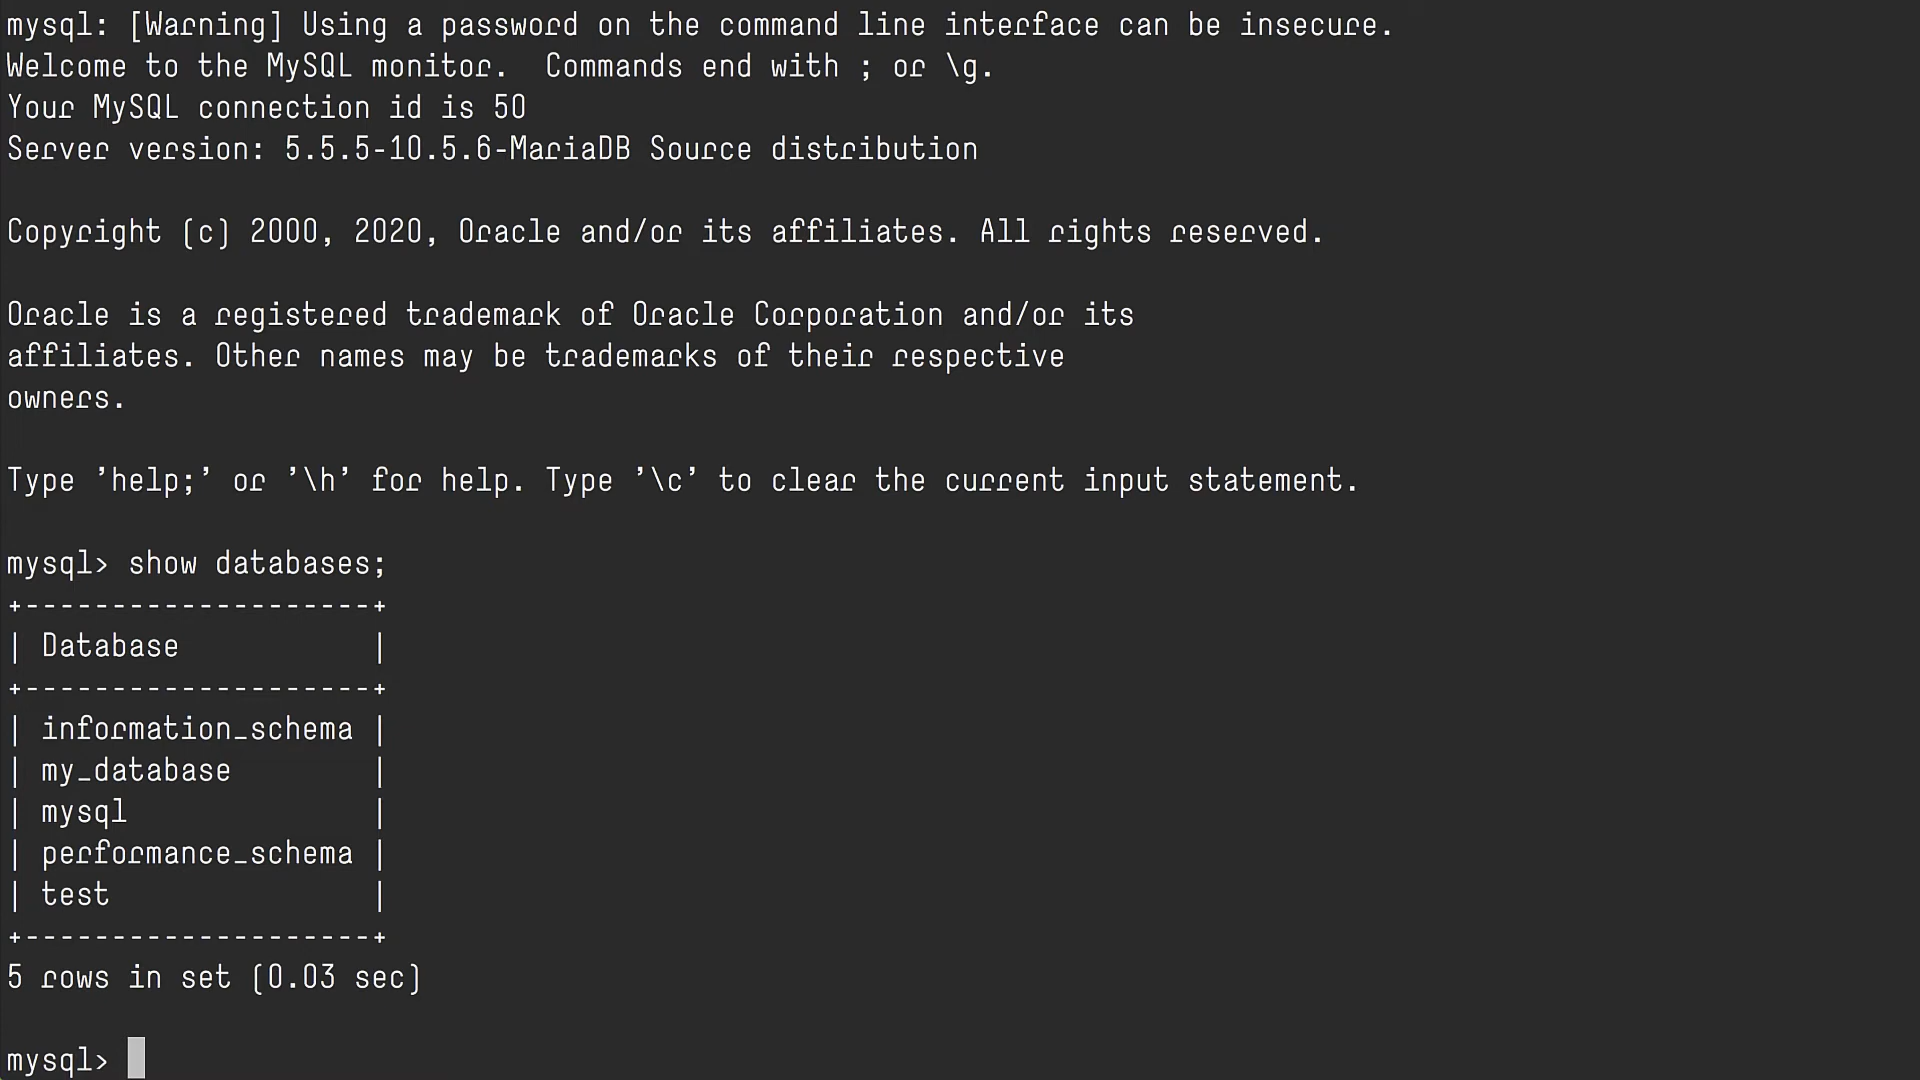 mysql: [Warning] Using a password on the command line interface can be insecure.
Welcome to the MySQL monitor.  Commands end with ; or \g.
Your MySQL connection id is 50
Server version: 5.5.5-10.5.6-MariaDB Source distribution

Copyright (c) 2000, 2020, Oracle and/or its affiliates. All rights reserved.

Oracle is a registered trademark of Oracle Corporation and/or its
affiliates. Other names may be trademarks of their respective
owners.

Type 'help;' or '\h' for help. Type '\c' to clear the current input statement.

mysql> show databases;
+--------------------+
| Database           |
+--------------------+
| information_schema |
| my_database        |
| mysql              |
| performance_schema |
| test               |
+--------------------+
5 rows in set (0.03 sec)

mysql>